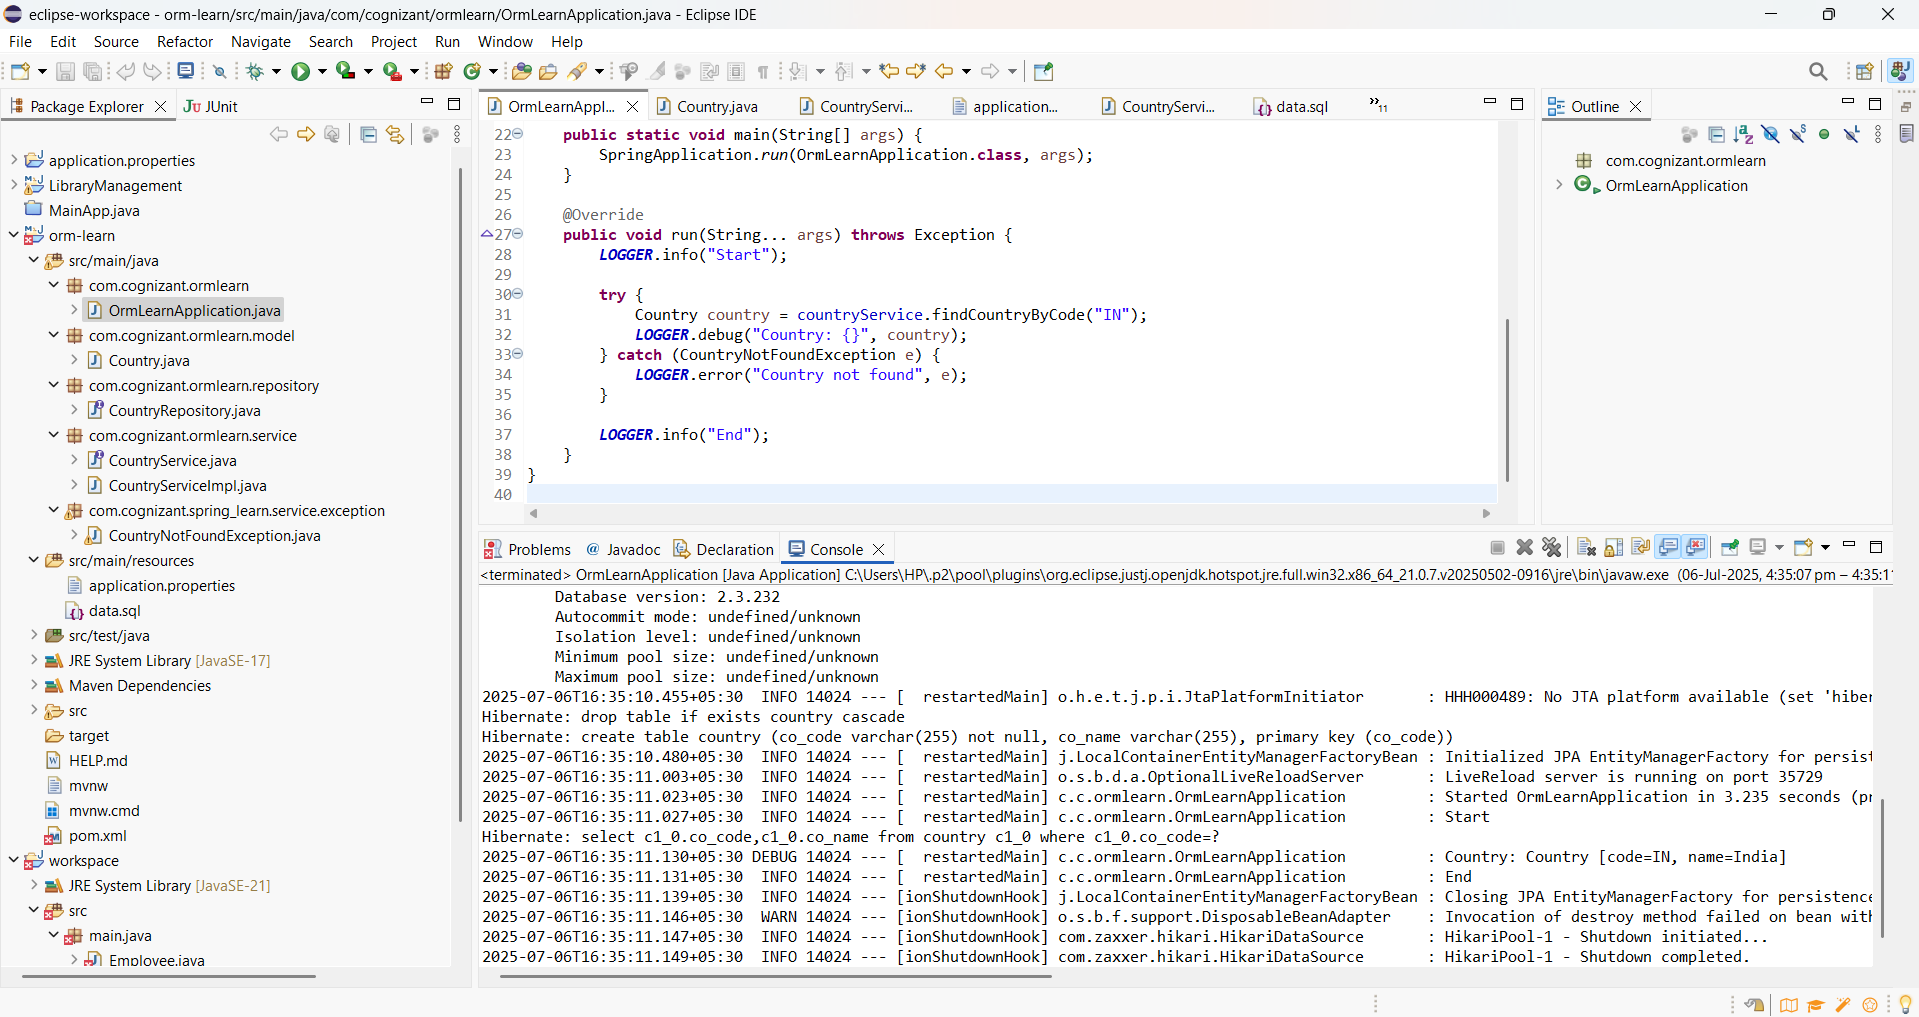 eclipse-workspace - orm-learn/src/main/java/com/cognizant/ormlearn/OrmLearnApplication.java - Eclipse IDE
File Edit Source Refactor Navigate Search Project Run Window Help
Package Explorer
JUnit
application.properties
LibraryManagement
MainApp.java
orm-learn
src/main/java
com.cognizant.ormlearn
OrmLearnApplication.java
com.cognizant.ormlearn.model
Country.java
com.cognizant.ormlearn.repository
CountryRepository.java
com.cognizant.ormlearn.service
CountryService.java
CountryServiceImpl.java
com.cognizant.spring_learn.service.exception
CountryNotFoundException.java
src/main/resources
application.properties
data.sql
src/test/java
JRE System Library [JavaSE-17]
Maven Dependencies
src
target
HELP.md
mvnw
mvnw.cmd
pom.xml
workspace
JRE System Library [JavaSE-21]
src
main.java
Employee.java
OrmLearnAppl... Country.java CountryServi... application... CountryServi... data.sql »11
22 public static void main(String[] args) {
23 SpringApplication.run(OrmLearnApplication.class, args);
24 }
25
26 @Override
27 public void run(String... args) throws Exception {
28 LOGGER.info("Start");
29
30 try {
31 Country country = countryService.findCountryByCode("IN");
32 LOGGER.debug("Country: {}", country);
33 } catch (CountryNotFoundException e) {
34 LOGGER.error("Country not found", e);
35 }
36
37 LOGGER.info("End");
38 }
39 }
40
Outline
com.cognizant.ormlearn
OrmLearnApplication
Problems @ Javadoc Declaration Console
<terminated> OrmLearnApplication [Java Application] C:\Users\HP\.p2\pool\plugins\org.eclipse.justj.openjdk.hotspot.jre.full.win32.x86_64_21.0.7.v20250502-0916\jre\bin\javaw.exe (06-Jul-2025, 4:35:07 pm – 4:35:1
Database version: 2.3.232
Autocommit mode: undefined/unknown
Isolation level: undefined/unknown
Minimum pool size: undefined/unknown
Maximum pool size: undefined/unknown
2025-07-06T16:35:10.455+05:30 INFO 14024 --- [ restartedMain] o.h.e.t.j.p.i.JtaPlatformInitiator : HHH000489: No JTA platform available (set 'hiber
Hibernate: drop table if exists country cascade
Hibernate: create table country (co_code varchar(255) not null, co_name varchar(255), primary key (co_code))
2025-07-06T16:35:10.480+05:30 INFO 14024 --- [ restartedMain] j.LocalContainerEntityManagerFactoryBean : Initialized JPA EntityManagerFactory for persist
2025-07-06T16:35:11.003+05:30 INFO 14024 --- [ restartedMain] o.s.b.d.a.OptionalLiveReloadServer : LiveReload server is running on port 35729
2025-07-06T16:35:11.023+05:30 INFO 14024 --- [ restartedMain] c.c.ormlearn.OrmLearnApplication : Started OrmLearnApplication in 3.235 seconds (pr
2025-07-06T16:35:11.027+05:30 INFO 14024 --- [ restartedMain] c.c.ormlearn.OrmLearnApplication : Start
Hibernate: select c1_0.co_code,c1_0.co_name from country c1_0 where c1_0.co_code=?
2025-07-06T16:35:11.130+05:30 DEBUG 14024 --- [ restartedMain] c.c.ormlearn.OrmLearnApplication : Country: Country [code=IN, name=India]
2025-07-06T16:35:11.131+05:30 INFO 14024 --- [ restartedMain] c.c.ormlearn.OrmLearnApplication : End
2025-07-06T16:35:11.139+05:30 INFO 14024 --- [ionShutdownHook] j.LocalContainerEntityManagerFactoryBean : Closing JPA EntityManagerFactory for persistence
2025-07-06T16:35:11.146+05:30 WARN 14024 --- [ionShutdownHook] o.s.b.f.support.DisposableBeanAdapter : Invocation of destroy method failed on bean with
2025-07-06T16:35:11.147+05:30 INFO 14024 --- [ionShutdownHook] com.zaxxer.hikari.HikariDataSource : HikariPool-1 - Shutdown initiated...
2025-07-06T16:35:11.149+05:30 INFO 14024 --- [ionShutdownHook] com.zaxxer.hikari.HikariDataSource : HikariPool-1 - Shutdown completed.